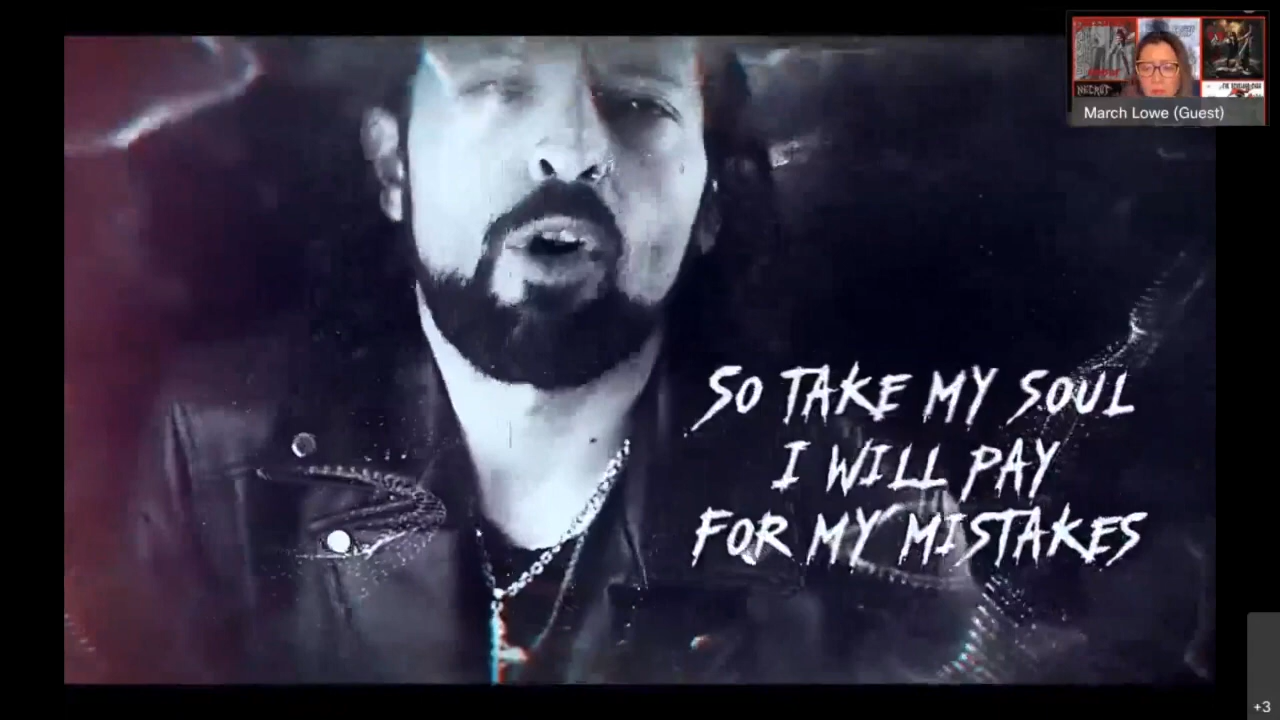 March Lowe (Guest)
SO TAKE MY SOUL
I WILL PAY
FOR MY MISTAKES
+3